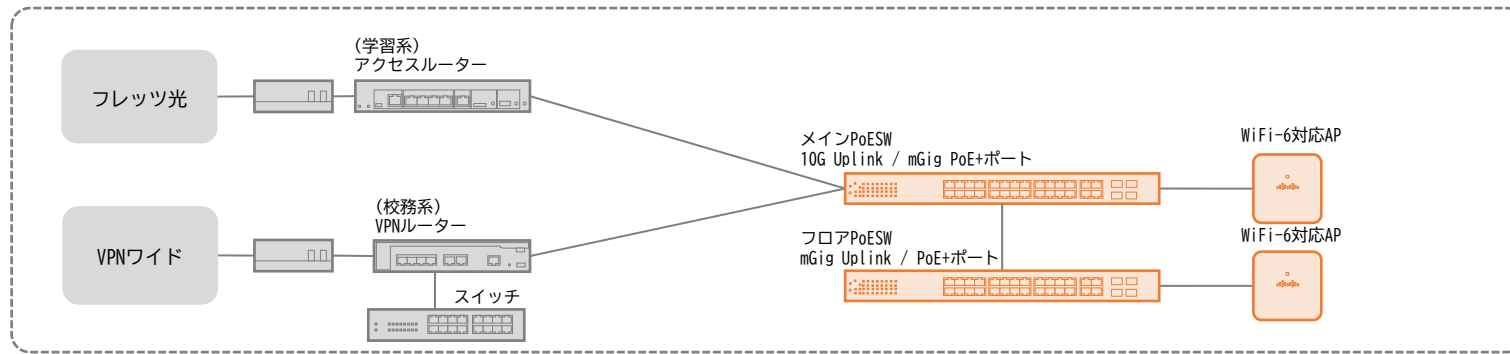 (学習系)
アクセスルーター
フレッツ光
メインPoESW
10G Uplink / mGig PoE+ポート
WiFi-6対応AP
(校務系)
VPNルーター
VPNワイド
フロアPoESW
mGig Uplink / PoE+ポート
WiFi-6対応AP
スイッチ